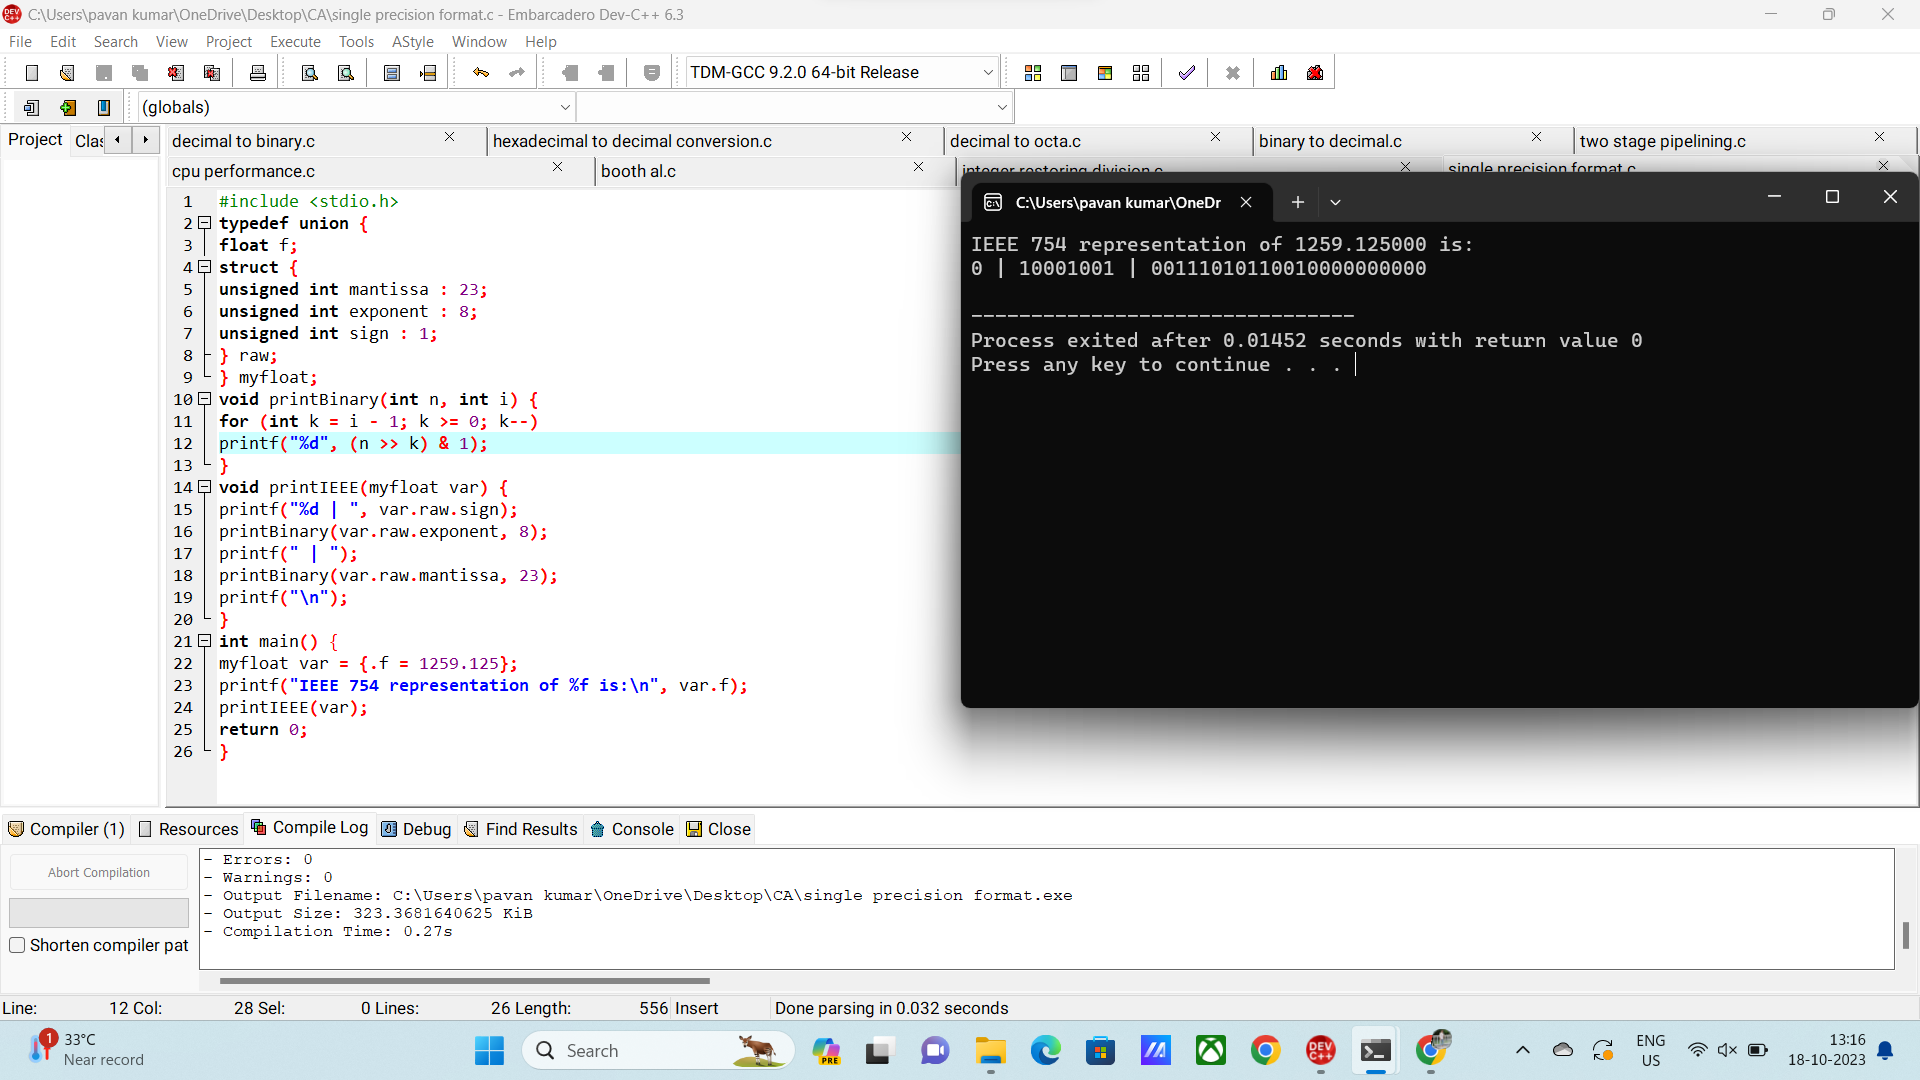 C:\Users\pavan kumar\OneDrive\Desktop\CA\single precision format.c - Embarcadero Dev-C++ 6.3
File Edit Search View Project Execute Tools AStyle Window Help
TDM-GCC 9.2.0 64-bit Release
(globals)
Project Clas
decimal to binary.c hexadecimal to decimal conversion.c decimal to octa.c binary to decimal.c two stage pipelining.c
cpu performance.c booth al.c integer restoring division.c single precision format.c
1 #include <stdio.h>
2 typedef union {
3 float f;
4 struct {
5 unsigned int mantissa : 23;
6 unsigned int exponent : 8;
7 unsigned int sign : 1;
8 } raw;
9 } myfloat;
10 void printBinary(int n, int i) {
11 for (int k = i - 1; k >= 0; k--)
12 printf("%d", (n >> k) & 1);
13 }
14 void printIEEE(myfloat var) {
15 printf("%d | ", var.raw.sign);
16 printBinary(var.raw.exponent, 8);
17 printf(" | ");
18 printBinary(var.raw.mantissa, 23);
19 printf("\n");
20 }
21 int main() {
22 myfloat var = {.f = 1259.125};
23 printf("IEEE 754 representation of %f is:\n", var.f);
24 printIEEE(var);
25 return 0;
26 }
C:\Users\pavan kumar\OneDr
IEEE 754 representation of 1259.125000 is:
0 | 10001001 | 00111010110010000000000
--------------------------------
Process exited after 0.01452 seconds with return value 0
Press any key to continue . . .
Compiler (1) Resources Compile Log Debug Find Results Console Close
Abort Compilation
Shorten compiler pat
- Errors: 0
- Warnings: 0
- Output Filename: C:\Users\pavan kumar\OneDrive\Desktop\CA\single precision format.exe
- Output Size: 323.3681640625 KiB
- Compilation Time: 0.27s
Line: 12 Col: 28 Sel: 0 Lines: 26 Length: 556 Insert Done parsing in 0.032 seconds
1
33°C
Near record
Search
PRE
DEV C++
ENG
US
13:16
18-10-2023